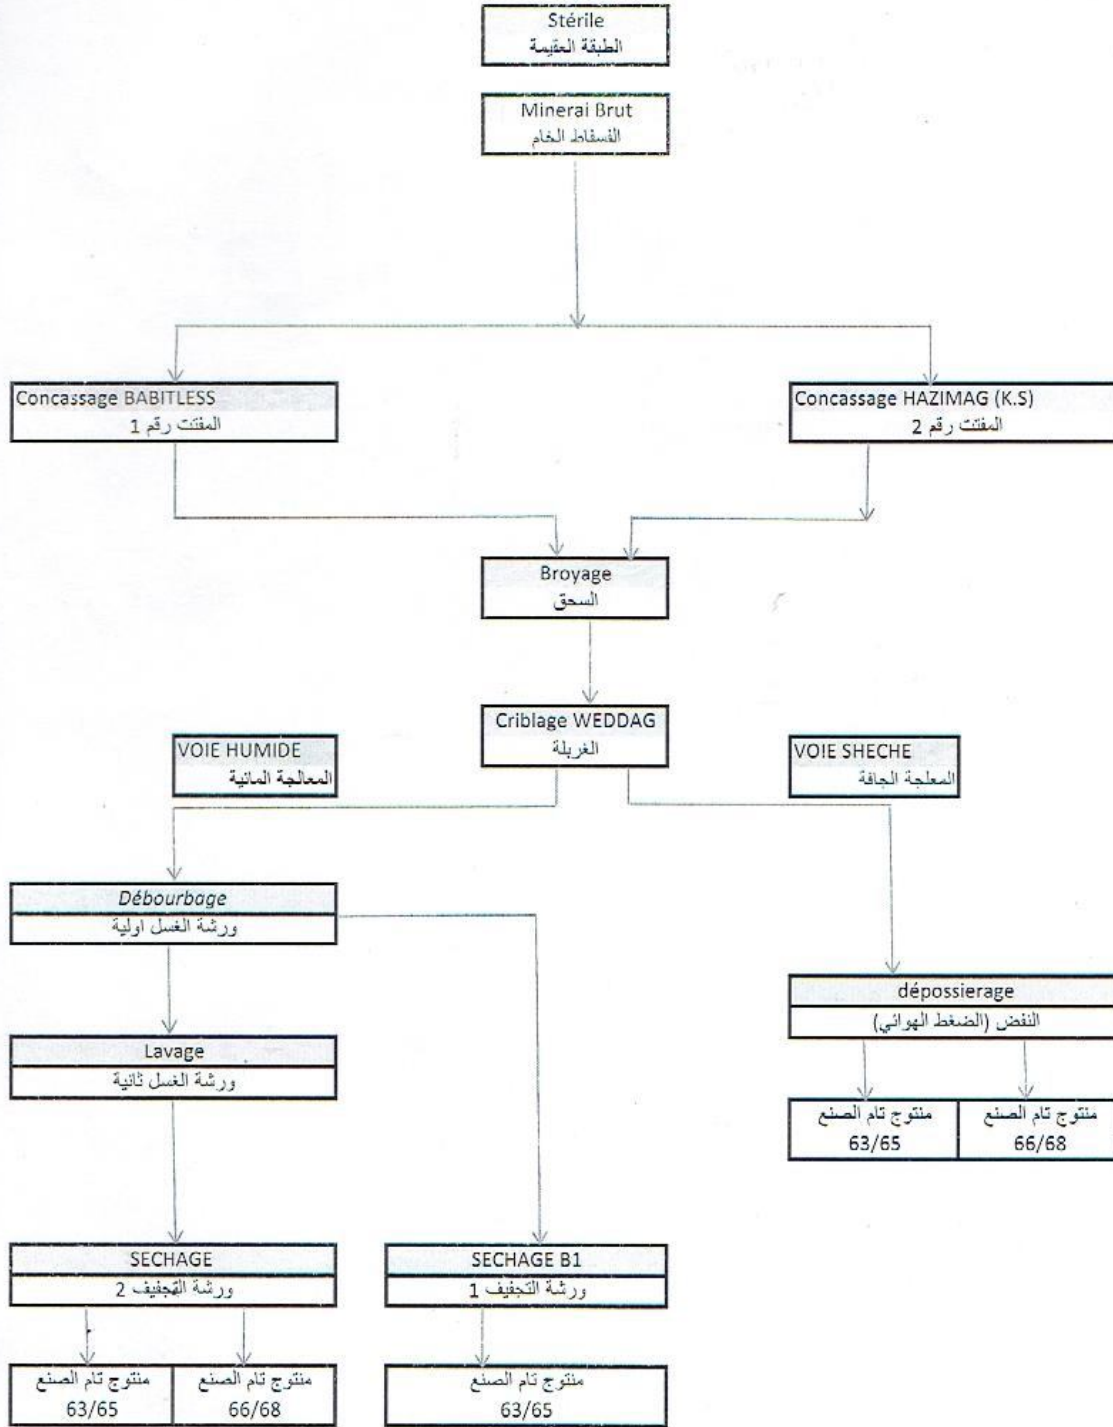 Stérile
الطبقة العقيمة
Minerai Brut
الفسفاط الخام
Concassage BABITLESS
المفتت رقم 1
Concassage HAZIMAG (K.S)
المفتت رقم 2
Broyage
السحق
Criblage WEDDAG
الغربلة
VOIE HUMIDE
المعالجة المائية
VOIE SHECHE
المعلجة الجافة
Débourbage
ورشة الغسل اولية
dépossierage
النفض (الضغط الهوائي)
Lavage
ورشة الغسل ثانية
منتوج تام الصنع
63/65
منتوج تام الصنع
66/68
SECHAGE
ورشة التجفيف 2
SECHAGE B1
ورشة التجفيف 1
منتوج تام الصنع
63/65
منتوج تام الصنع
66/68
منتوج تام الصنع
63/65